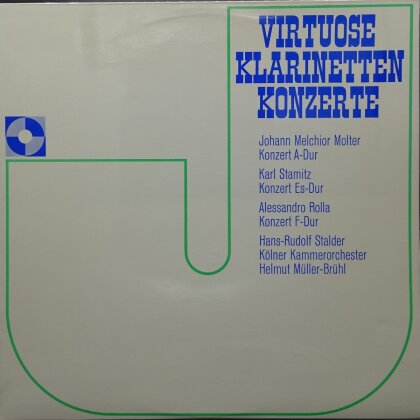 VIRTUOSE
KLARINETTEN
KONZERTE
Johann Melchior Molter
Konzert A-Dur
Karl Stamitz
Konzert Es-Dur
Alessandro Rolla
Konzert F-Dur
Hans-Rudolf Stalder
Kölner Kammerorchester
Helmut Müller-Brühl